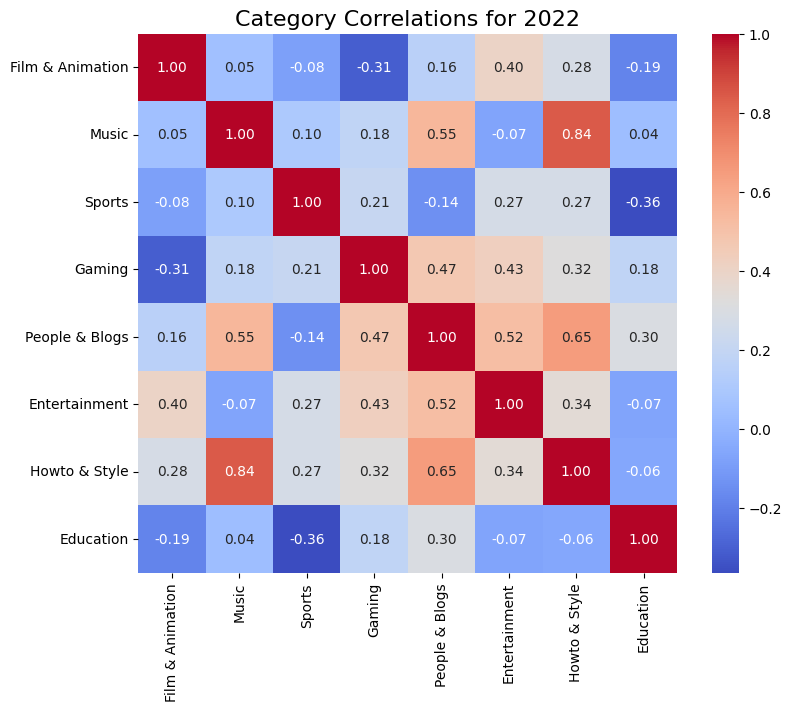 Category Correlations for 2022
Film & Animation 1.00 0.05 -0.08 -0.31 0.16 0.40 0.28 -0.19
Music 0.05 1.00 0.10 0.18 0.55 -0.07 0.84 0.04
Sports -0.08 0.10 1.00 0.21 -0.14 0.27 0.27 -0.36
Gaming -0.31 0.18 0.21 1.00 0.47 0.43 0.32 0.18
People & Blogs 0.16 0.55 -0.14 0.47 1.00 0.52 0.65 0.30
Entertainment 0.40 -0.07 0.27 0.43 0.52 1.00 0.34 -0.07
Howto & Style 0.28 0.84 0.27 0.32 0.65 0.34 1.00 -0.06
Education -0.19 0.04 -0.36 0.18 0.30 -0.07 -0.06 1.00
Film & Animation
Music
Sports
Gaming
People & Blogs
Entertainment
Howto & Style
Education
1.0
0.8
0.6
0.4
0.2
0.0
−0.2